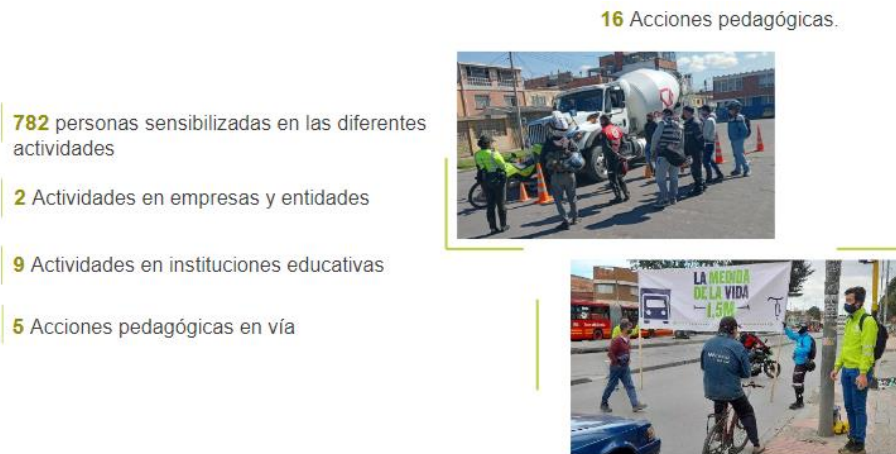 16 Acciones pedagógicas.
782 personas sensibilizadas en las diferentes
actividades
2 Actividades en empresas y entidades
9 Actividades en instituciones educativas
5 Acciones pedagógicas en vía
LA MEDIDA
DE LA VIDA
1.5M